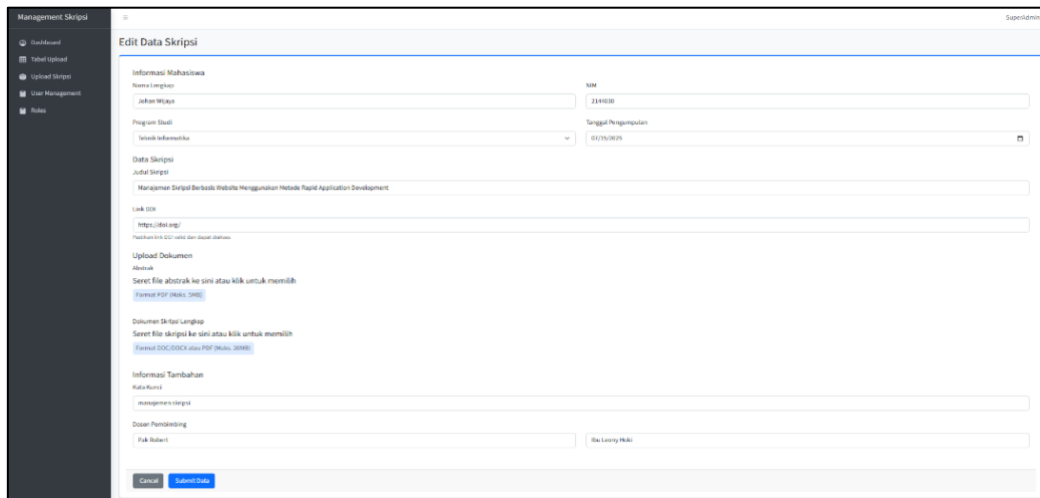 Management Skripsi
SuperAdmin
Dashboard
Tabel Upload
Upload Skripsi
User Management
Roles
Edit Data Skripsi
Informasi Mahasiswa
Nama Lengkap
NIM
Johan Wijaya
Program Studi
Tanggal Pengumpulan
Teknik Informatika
07/15/2025
Data Skripsi
Judul Skripsi
Manajemen Skripsi Berbasis Website Menggunakan Metode Rapid Application Development
Link DOI
https://doi.org/
Pastikan link DOI valid dan dapat diakses
Upload Dokumen
Abstrak
Seret file abstrak ke sini atau klik untuk memilih
Format PDF (Maks. 5MB)
Dokumen Skripsi Lengkap
Seret file skripsi ke sini atau klik untuk memilih
Format DOC/DOCX atau PDF
Informasi Tambahan
Kata Kunci
manajemen skripsi
Dosen Pembimbing
Pak Robert
Ibu Leony Hoki
Cancel
Submit Data